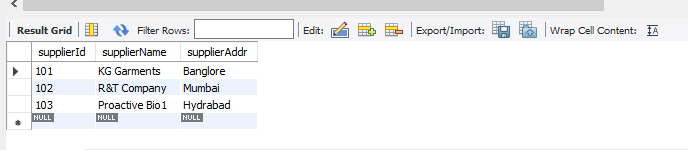 Result Grid Filter Rows: Edit: Export/Import: Wrap Cell Content: IA
supplierId supplierName supplierAddr
101 KG Garments Banglore
102 R&T Company Mumbai
103 Proactive Bio1 Hydrabad
NULL NULL NULL